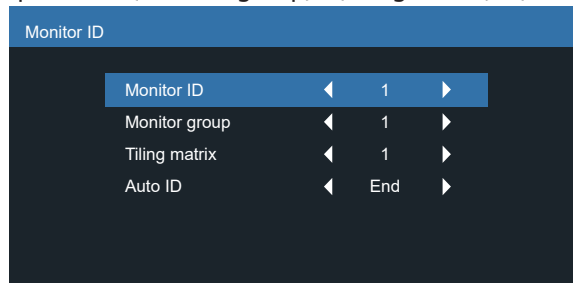 Monitor ID
Monitor ID 1
Monitor group 1
Tiling matrix 1
Auto ID End